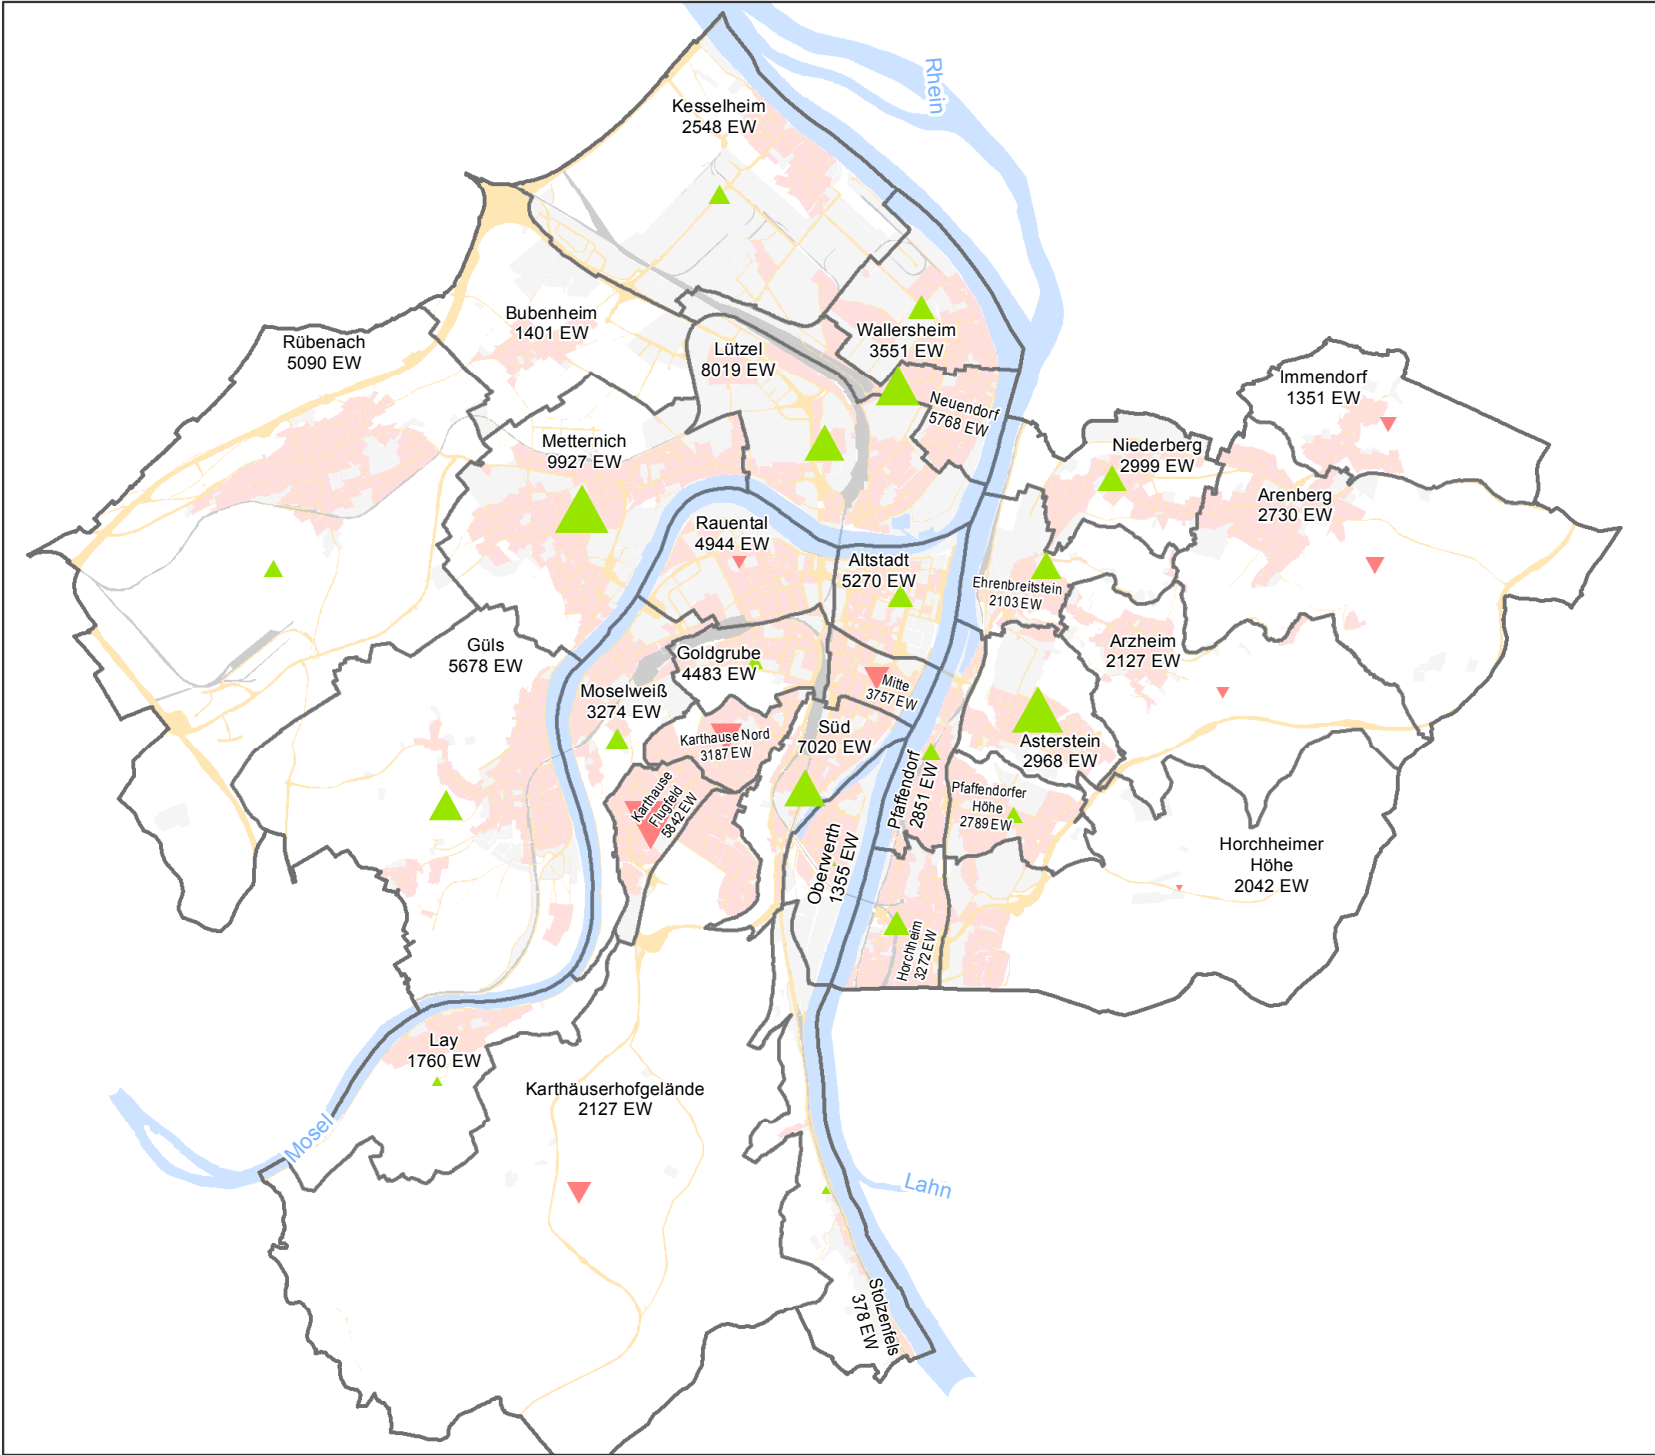 Rhein
Kesselheim
2548 EW
Bubenheim
1401 EW
Rübenach
5090 EW
Wallersheim
3551 EW
Lützel
8019 EW
Immendorf
1351 EW
Neuendorf
5768 EW
Metternich
9927 EW
Niederberg
2999 EW
Arenberg
2730 EW
Rauental
4944 EW
Altstadt
5270 EW
Ehrenbreitstein
2103 EW
Güls
5678 EW
Goldgrube
4483 EW
Arzheim
2127 EW
Moselweiß
3274 EW
Mitte
3757 EW
Karthause Nord
3187 EW
Süd
7020 EW
Asterstein
2968 EW
Karthause
Flugfeld
5842 EW
Pfaffendorf
2851 EW
Pfaffendorfer
Höhe
2789 EW
Oberwerth
1355 EW
Horchheimer
Höhe
2042 EW
Horchheim
3272 EW
Lay
1760 EW
Karthäuserhofgelände
2127 EW
Mosel
Lahn
Stolzenfels
378 EW